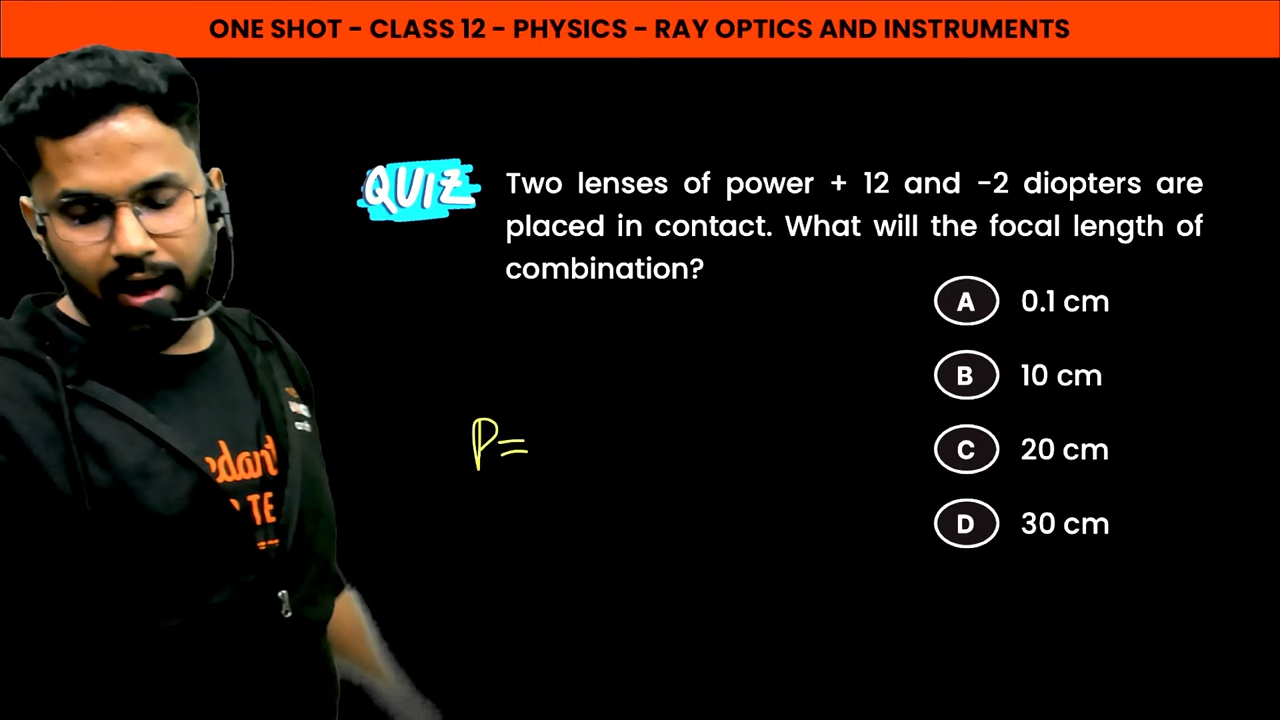 ONE SHOT - CLASS 12 - PHYSICS - RAY OPTICS AND INSTRUMENTS
QUIZ
Two lenses of power + 12 and -2 diopters are
placed in contact. What will the focal length of
combination?
A 0.1 cm
B 10 cm
C 20 cm
D 30 cm
P=
TE